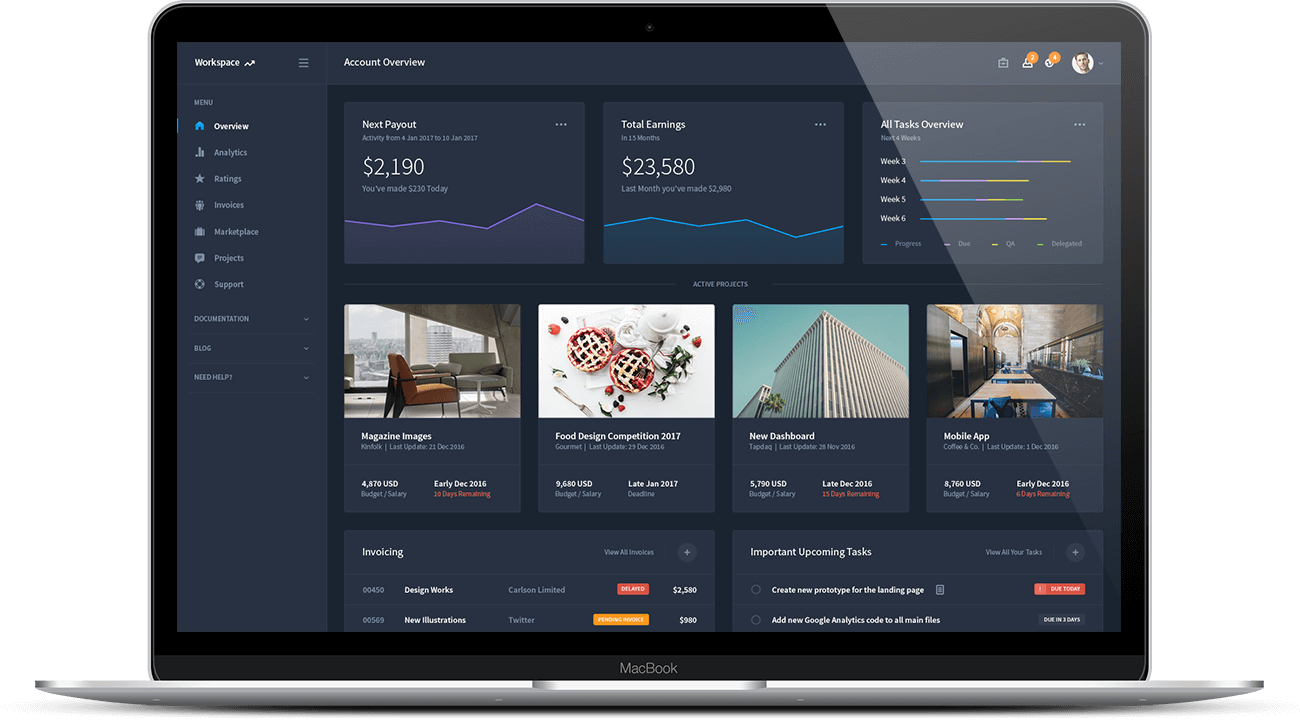 Workspace
Account Overview
2
4
MENU
Overview
Analytics
Ratings
Invoices
Marketplace
Projects
Support
DOCUMENTATION
BLOG
NEED HELP?
Next Payout
Activity from 4 Jan 2017 to 10 Jan 2017
$2,190
You've made $230 Today
Total Earnings
In 15 Months
$23,580
Last Month you've made $2,980
All Tasks Overview
Next 4 Weeks
Week 3
Week 4
Week 5
Week 6
Progress Due QA Delegated
ACTIVE PROJECTS
Magazine Images
Kinfolk | Last Update: 21 Dec 2016
4,870 USD Early Dec 2016
Budget / Salary 10 Days Remaining
Food Design Competition 2017
Gourmet | Last Update: 29 Dec 2016
9,680 USD Late Jan 2017
Budget / Salary Deadline
New Dashboard
Tapdaq | Last Update: 28 Nov 2016
5,790 USD Late Dec 2016
Budget / Salary 15 Days Remaining
Mobile App
Coffee & Co. | Last Update: 1 Dec 2016
8,760 USD Early Dec 2016
Budget / Salary 6 Days Remaining
Invoicing View All Invoices +
00450 Design Works Carlson Limited DELAYED $2,580
00569 New Illustrations Twitter PENDING INVOICE $980
Important Upcoming Tasks View All Your Tasks +
Create new prototype for the landing page ! DUE TODAY
Add new Google Analytics code to all main files DUE IN 3 DAYS
MacBook